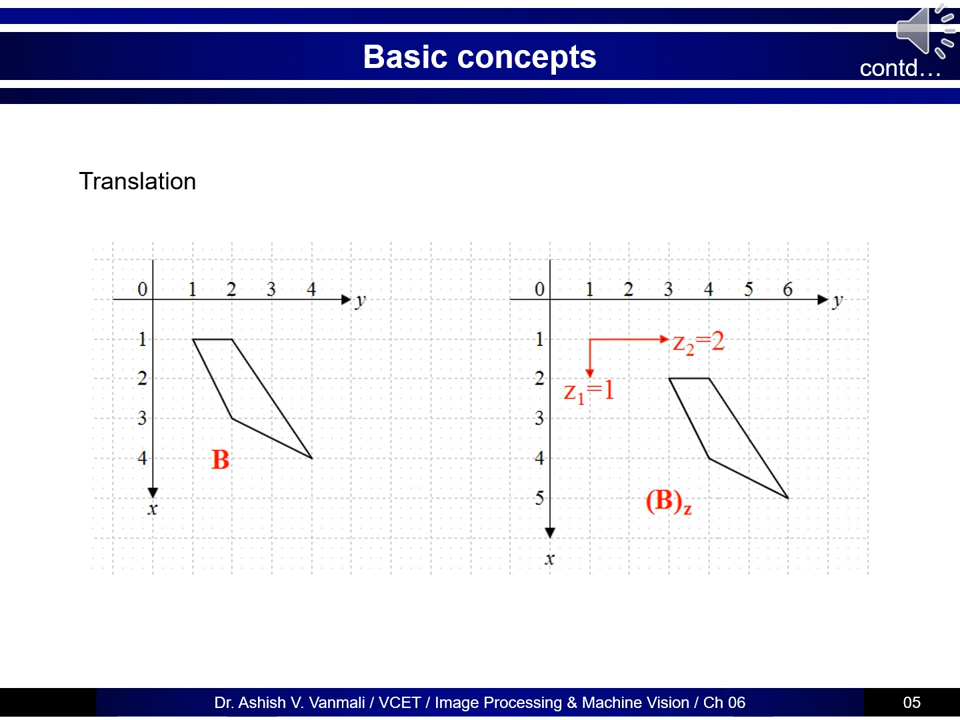 Basic concepts
contd…
Translation
0 1 2 3 4 y
1
2
3
4
x
B
0 1 2 3 4 5 6 y
1
2
3
4
5
x
z₂=2
z₁=1
(B)z
Dr. Ashish V. Vanmali / VCET / Image Processing & Machine Vision / Ch 06
05